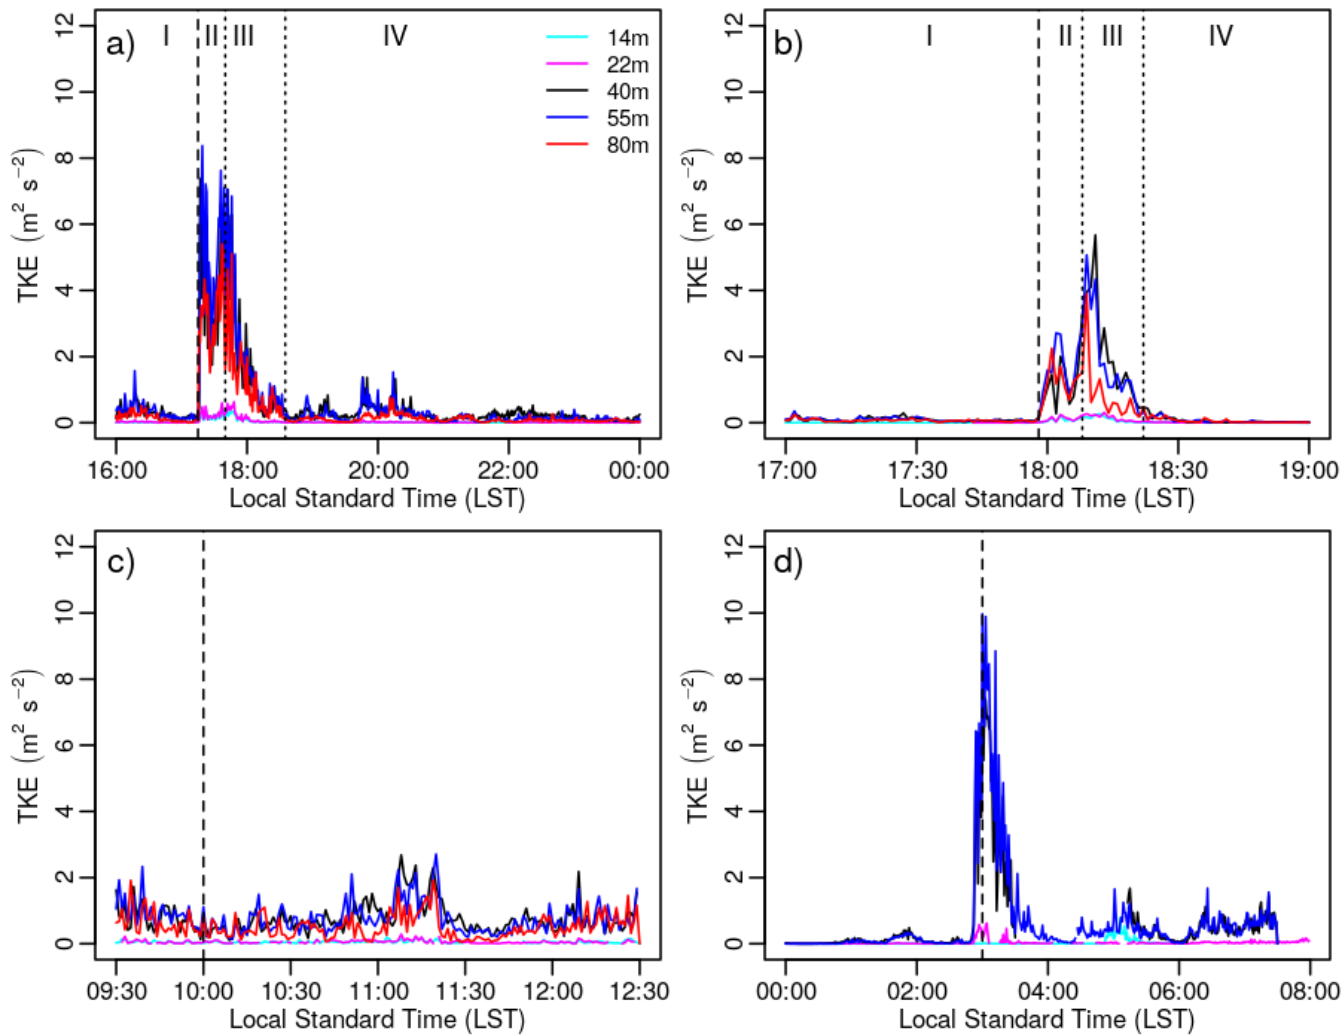 a) I II III IV
14m
22m
40m
55m
80m
TKE (m² s⁻²)
0 2 4 6 8 10 12
16:00 18:00 20:00 22:00 00:00
Local Standard Time (LST)
b) I II III IV
TKE (m² s⁻²)
0 2 4 6 8 10 12
17:00 17:30 18:00 18:30 19:00
Local Standard Time (LST)
c)
TKE (m² s⁻²)
0 2 4 6 8 10 12
09:30 10:00 10:30 11:00 11:30 12:00 12:30
Local Standard Time (LST)
d)
TKE (m² s⁻²)
0 2 4 6 8 10 12
00:00 02:00 04:00 06:00 08:00
Local Standard Time (LST)